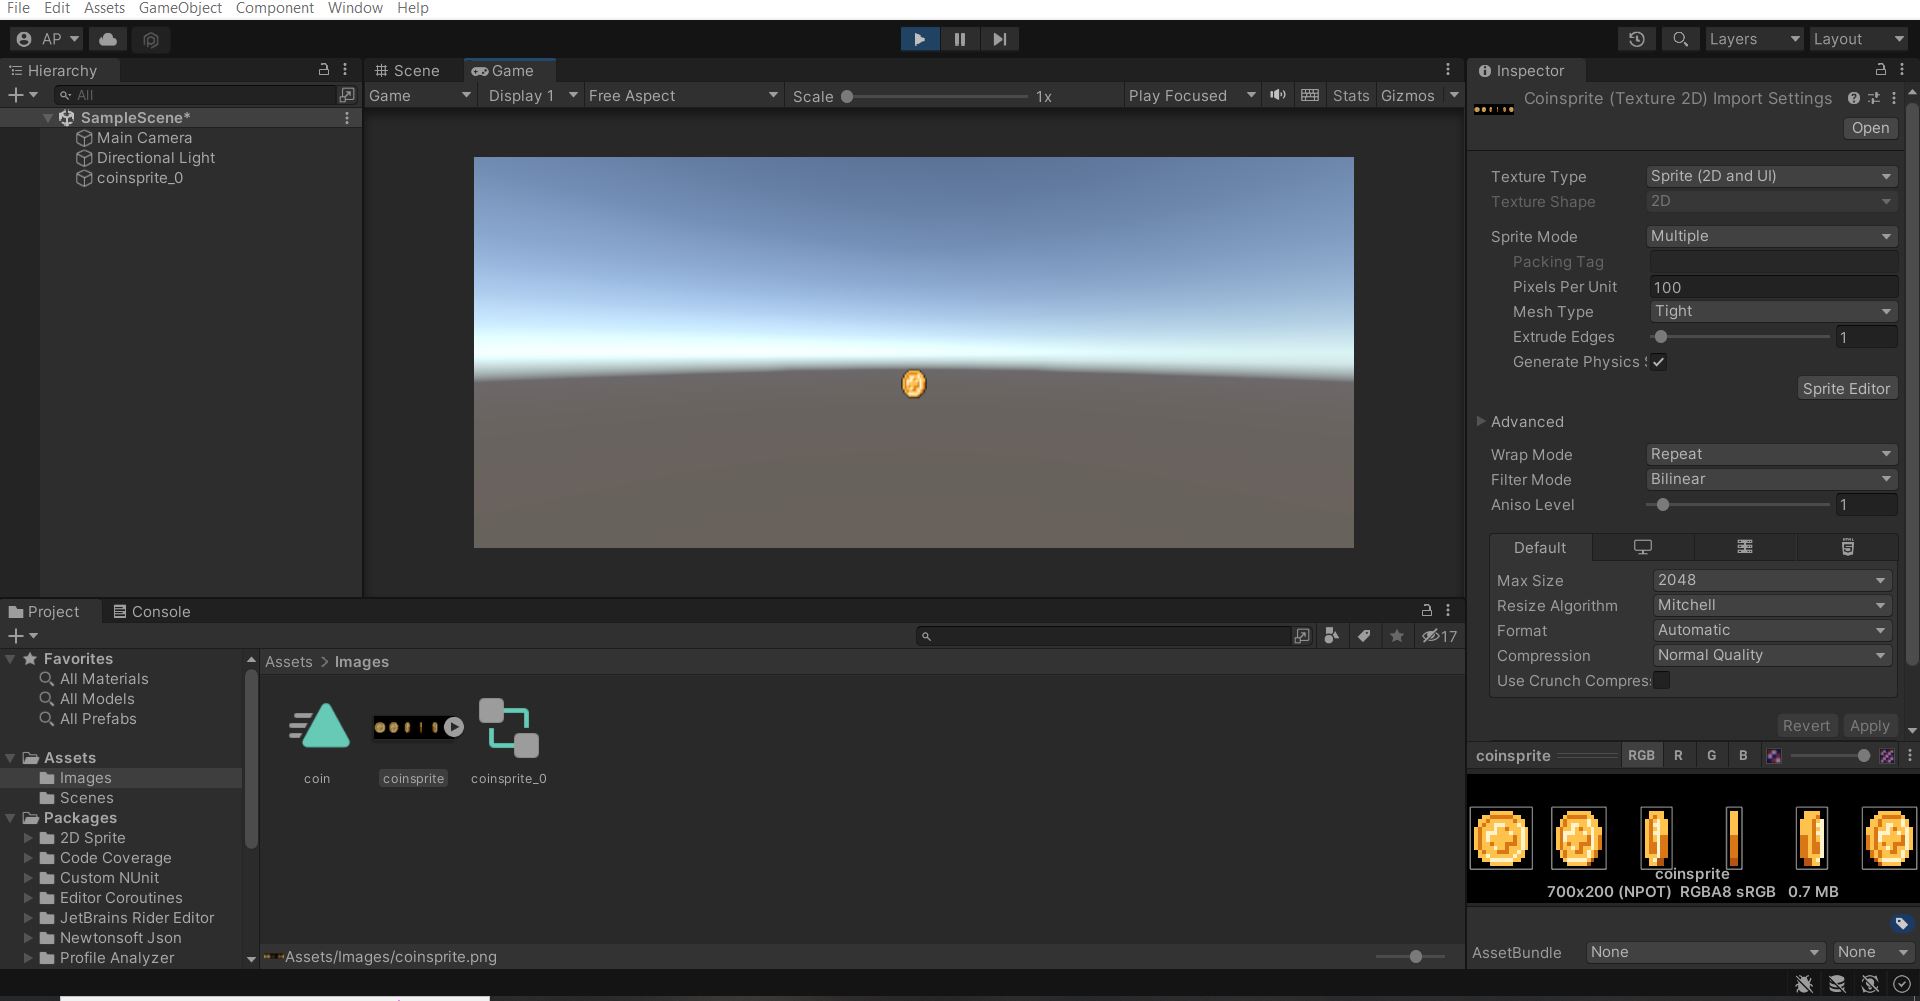 File Edit Assets GameObject Component Window Help
AP
Layers
Layout
Hierarchy
All
SampleScene*
Main Camera
Directional Light
coinsprite_0
Scene
Game
Game
Display 1
Free Aspect
Scale
1x
Play Focused
Stats
Gizmos
Project
Console
17
Favorites
All Materials
All Models
All Prefabs
Assets
Images
Scenes
Packages
2D Sprite
Code Coverage
Custom NUnit
Editor Coroutines
JetBrains Rider Editor
Newtonsoft Json
Profile Analyzer
Assets > Images
coin
coinsprite
coinsprite_0
Assets/Images/coinsprite.png
Inspector
Coinsprite (Texture 2D) Import Settings
Open
Texture Type Sprite (2D and UI)
Texture Shape 2D
Sprite Mode Multiple
Packing Tag
Pixels Per Unit 100
Mesh Type Tight
Extrude Edges 1
Generate Physics S
Sprite Editor
Advanced
Wrap Mode Repeat
Filter Mode Bilinear
Aniso Level 1
Default
Max Size 2048
Resize Algorithm Mitchell
Format Automatic
Compression Normal Quality
Use Crunch Compres
Revert Apply
coinsprite RGB R G B
coinsprite
700x200 (NPOT) RGBA8 sRGB 0.7 MB
AssetBundle None None